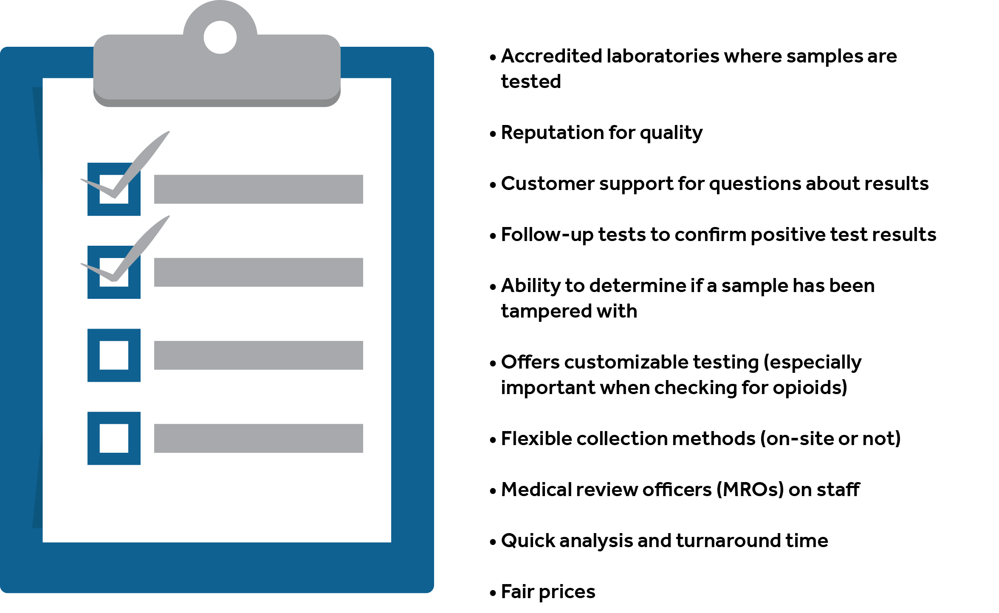 • Accredited laboratories where samples are
tested
• Reputation for quality
• Customer support for questions about results
• Follow-up tests to confirm positive test results
• Ability to determine if a sample has been
tampered with
• Offers customizable testing (especially
important when checking for opioids)
• Flexible collection methods (on-site or not)
• Medical review officers (MROs) on staff
• Quick analysis and turnaround time
• Fair prices